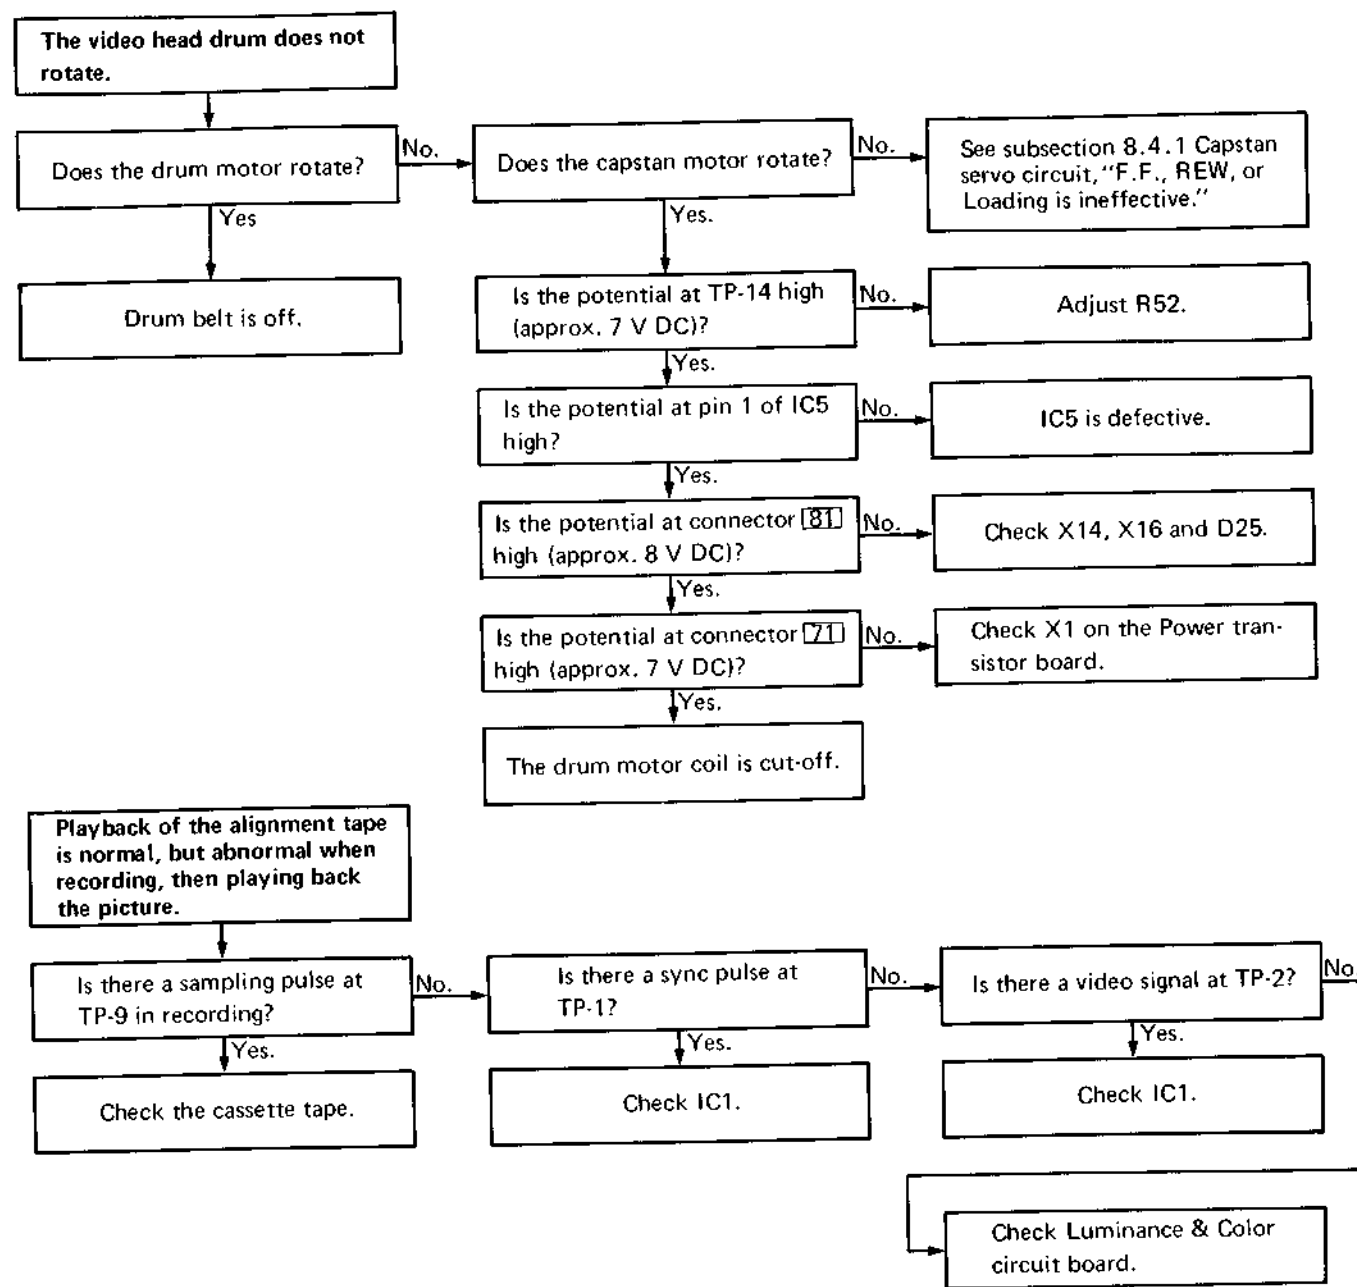 The video head drum does not
rotate.
Does the drum motor rotate?
No.
Does the capstan motor rotate?
No.
See subsection 8.4.1 Capstan
servo circuit, "F.F., REW, or
Loading is ineffective."
Yes
Yes.
Drum belt is off.
Is the potential at TP-14 high
(approx. 7 V DC)?
No.
Adjust R52.
Yes.
Is the potential at pin 1 of IC5
high?
No.
IC5 is defective.
Yes.
Is the potential at connector 81
high (approx. 8 V DC)?
No.
Check X14, X16 and D25.
Yes.
Is the potential at connector 71
high (approx. 7 V DC)?
No.
Check X1 on the Power tran-
sistor board.
Yes.
The drum motor coil is cut-off.
Playback of the alignment tape
is normal, but abnormal when
recording, then playing back
the picture.
Is there a sampling pulse at
TP-9 in recording?
No.
Is there a sync pulse at
TP-1?
No.
Is there a video signal at TP-2?
No.
Yes.
Yes.
Yes.
Check the cassette tape.
Check IC1.
Check IC1.
Check Luminance & Color
circuit board.